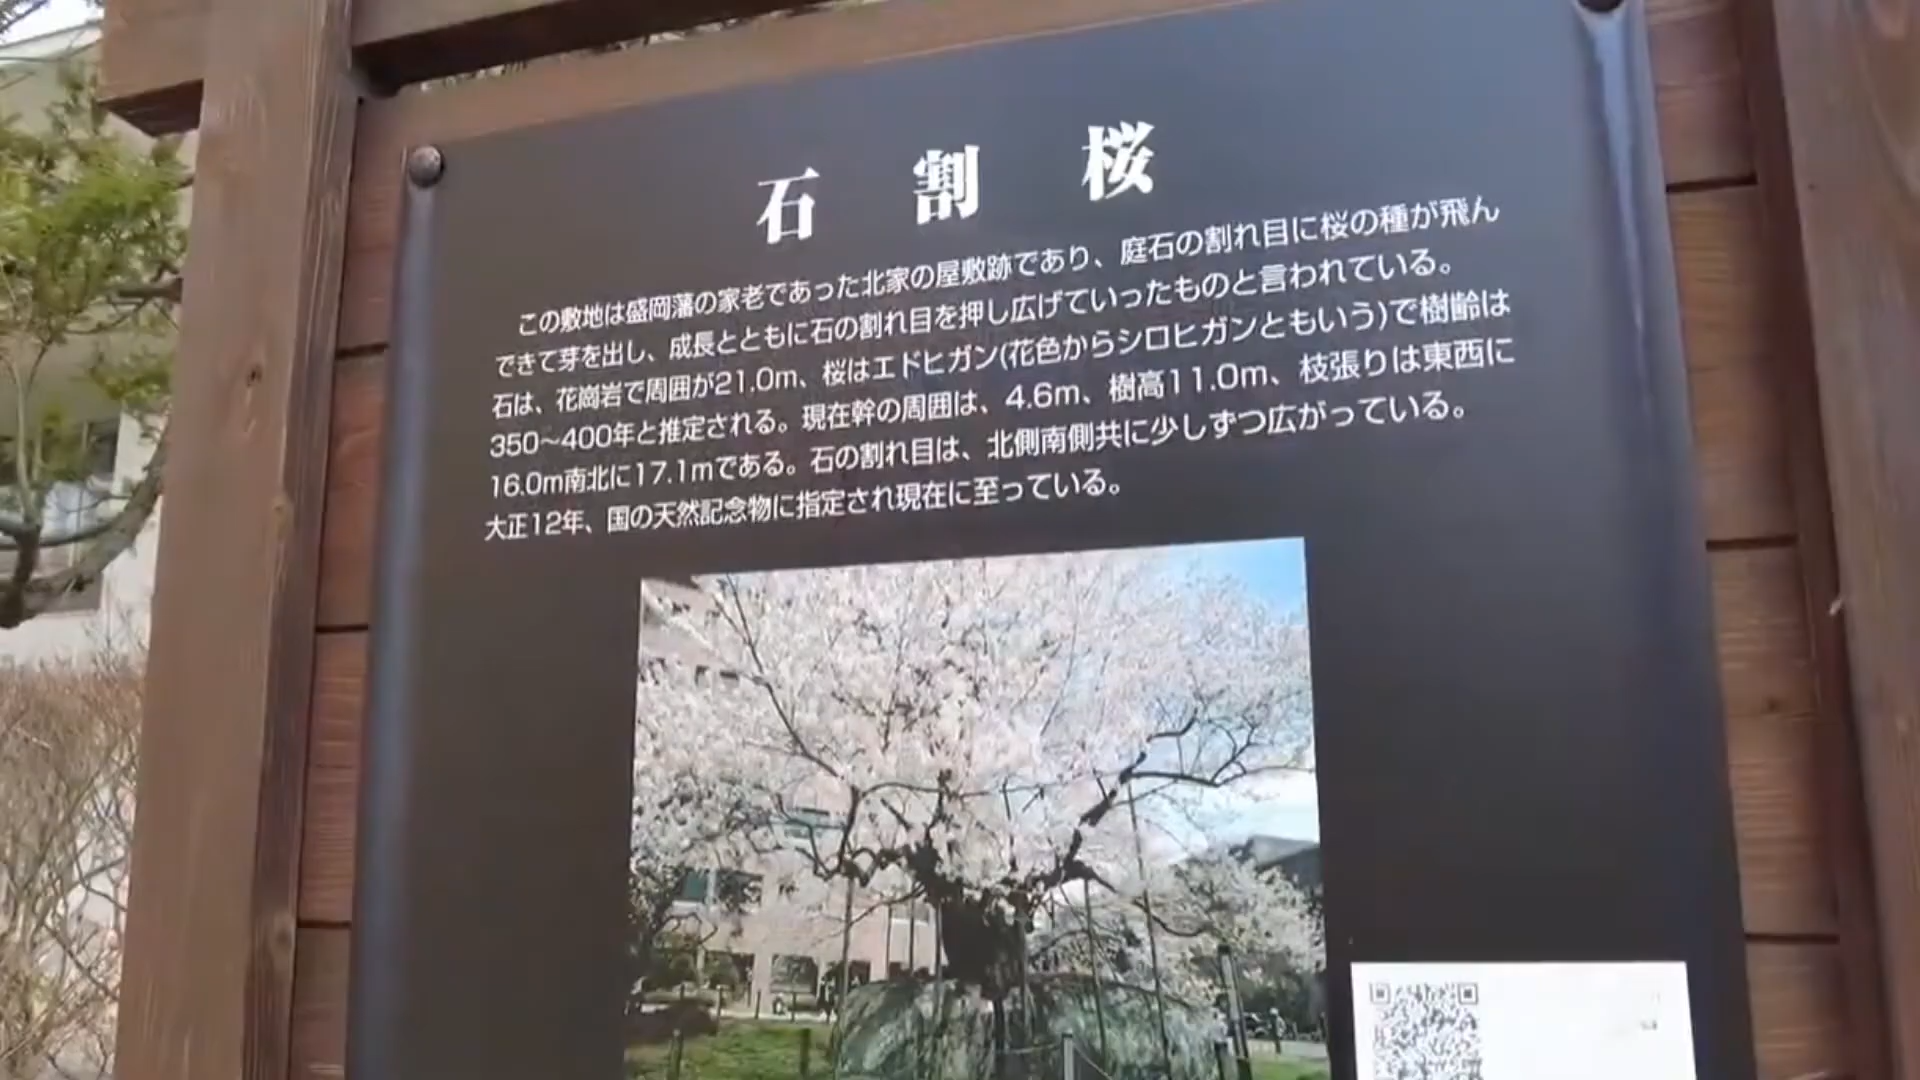 石割桜
この敷地は盛岡藩の家老であった北家の屋敷跡であり、庭石の割れ目に桜の種が飛ん
できて芽を出し、成長とともに石の割れ目を押し広げていったものと言われている。
石は、花崗岩で周囲が21.0m、桜はエドヒガン(花色からシロヒガンともいう)で樹齢は
350〜400年と推定される。現在幹の周囲は、4.6m、樹高11.0m、枝張りは東西に
16.0m南北に17.1mである。石の割れ目は、北側南側共に少しずつ広がっている。
大正12年、国の天然記念物に指定され現在に至っている。